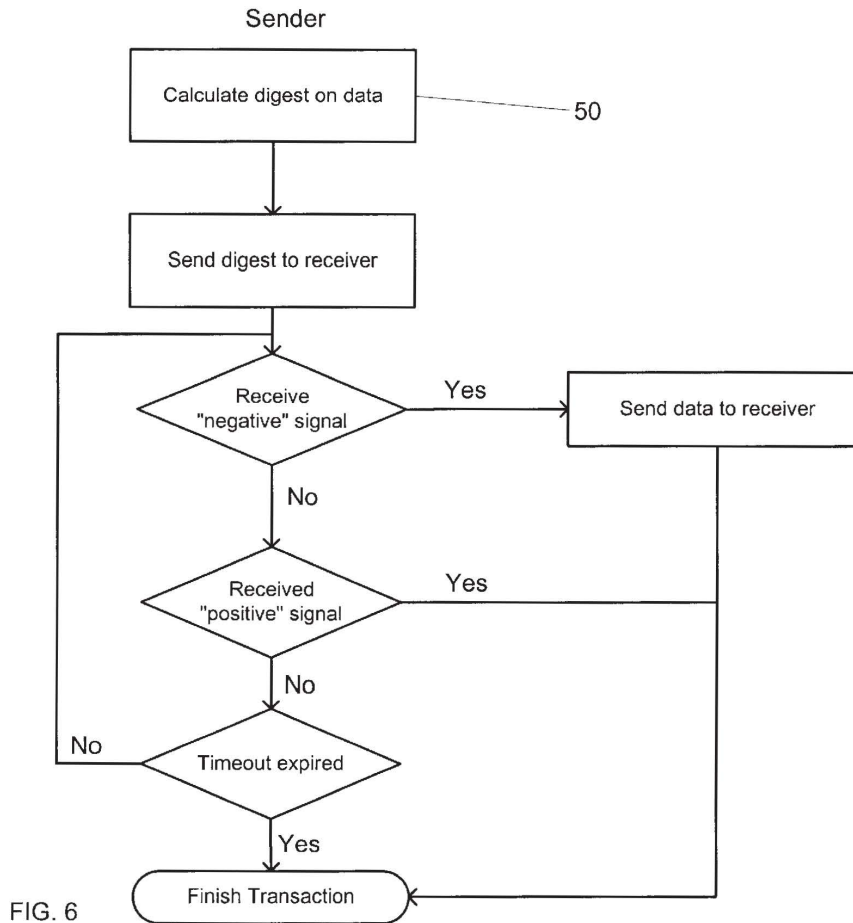 Sender
Calculate digest on data
50
Send digest to receiver
Receive
"negative" signal
Yes
Send data to receiver
No
Received
"positive" signal
Yes
No
Timeout expired
No
Yes
Finish Transaction
FIG. 6